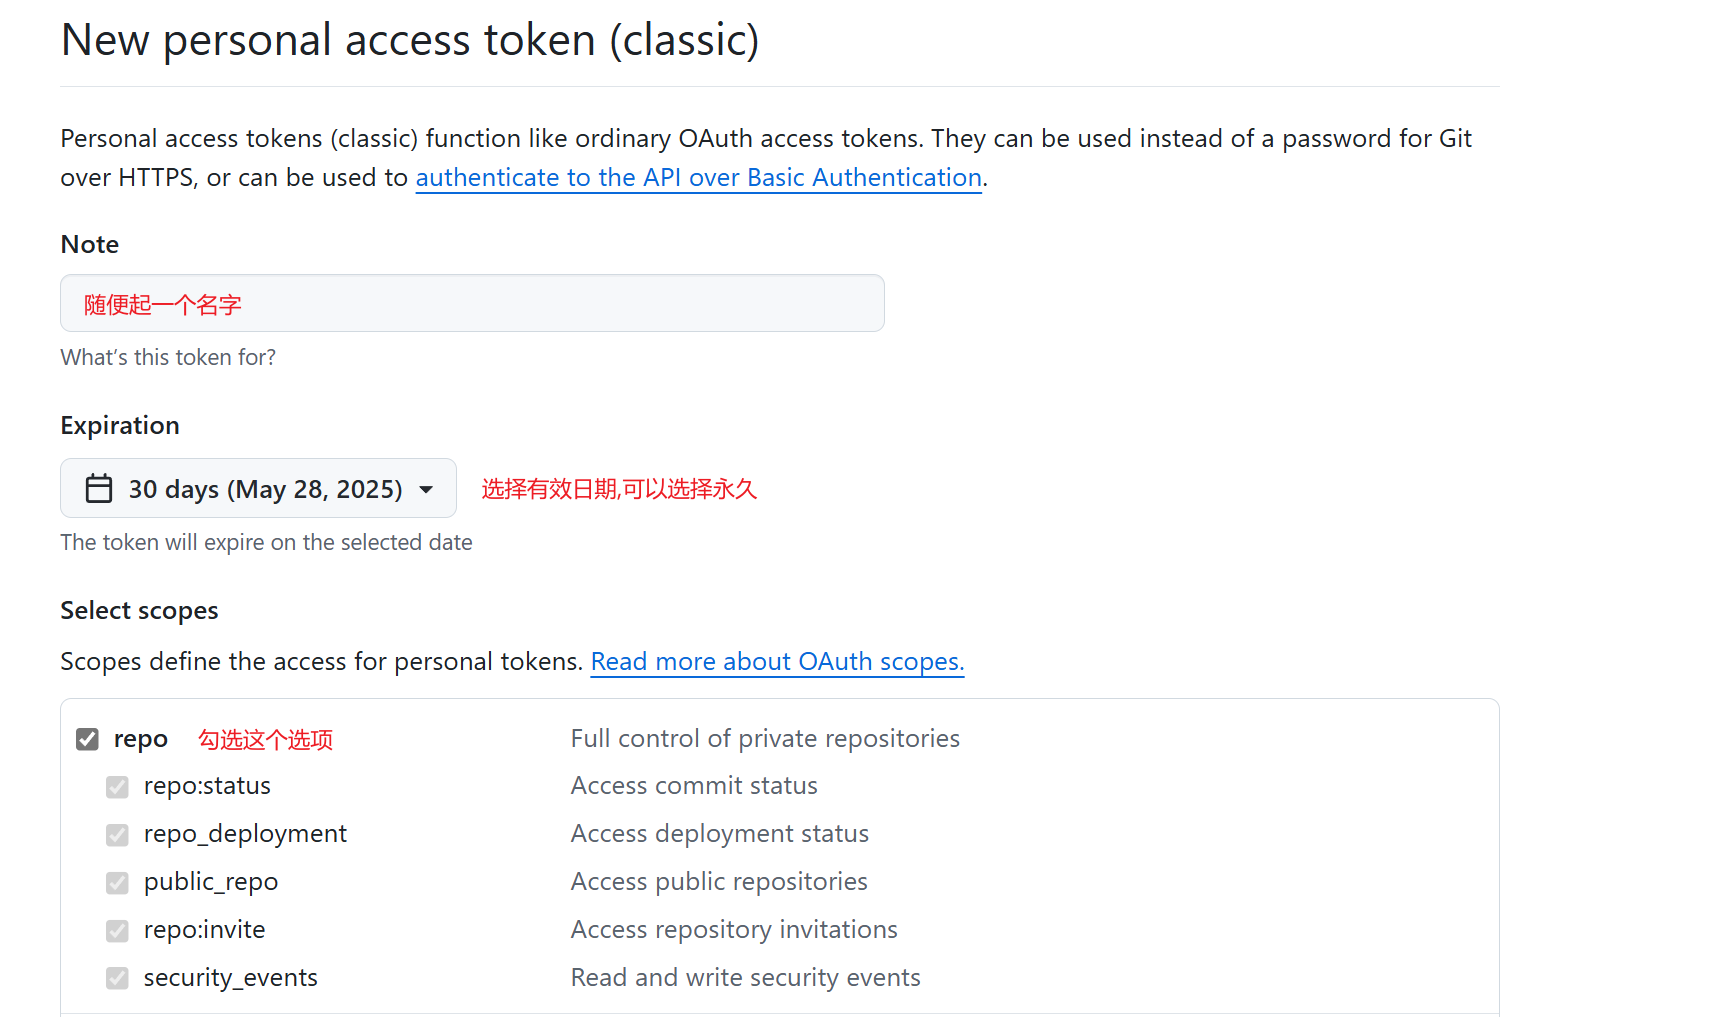 New personal access token (classic)
Personal access tokens (classic) function like ordinary OAuth access tokens. They can be used instead of a password for Git
over HTTPS, or can be used to authenticate to the API over Basic Authentication.
Note
随便起一个名字
What's this token for?
Expiration
30 days (May 28, 2025) 选择有效日期,可以选择永久
The token will expire on the selected date
Select scopes
Scopes define the access for personal tokens. Read more about OAuth scopes.
repo 勾选这个选项 Full control of private repositories
repo:status Access commit status
repo_deployment Access deployment status
public_repo Access public repositories
repo:invite Access repository invitations
security_events Read and write security events